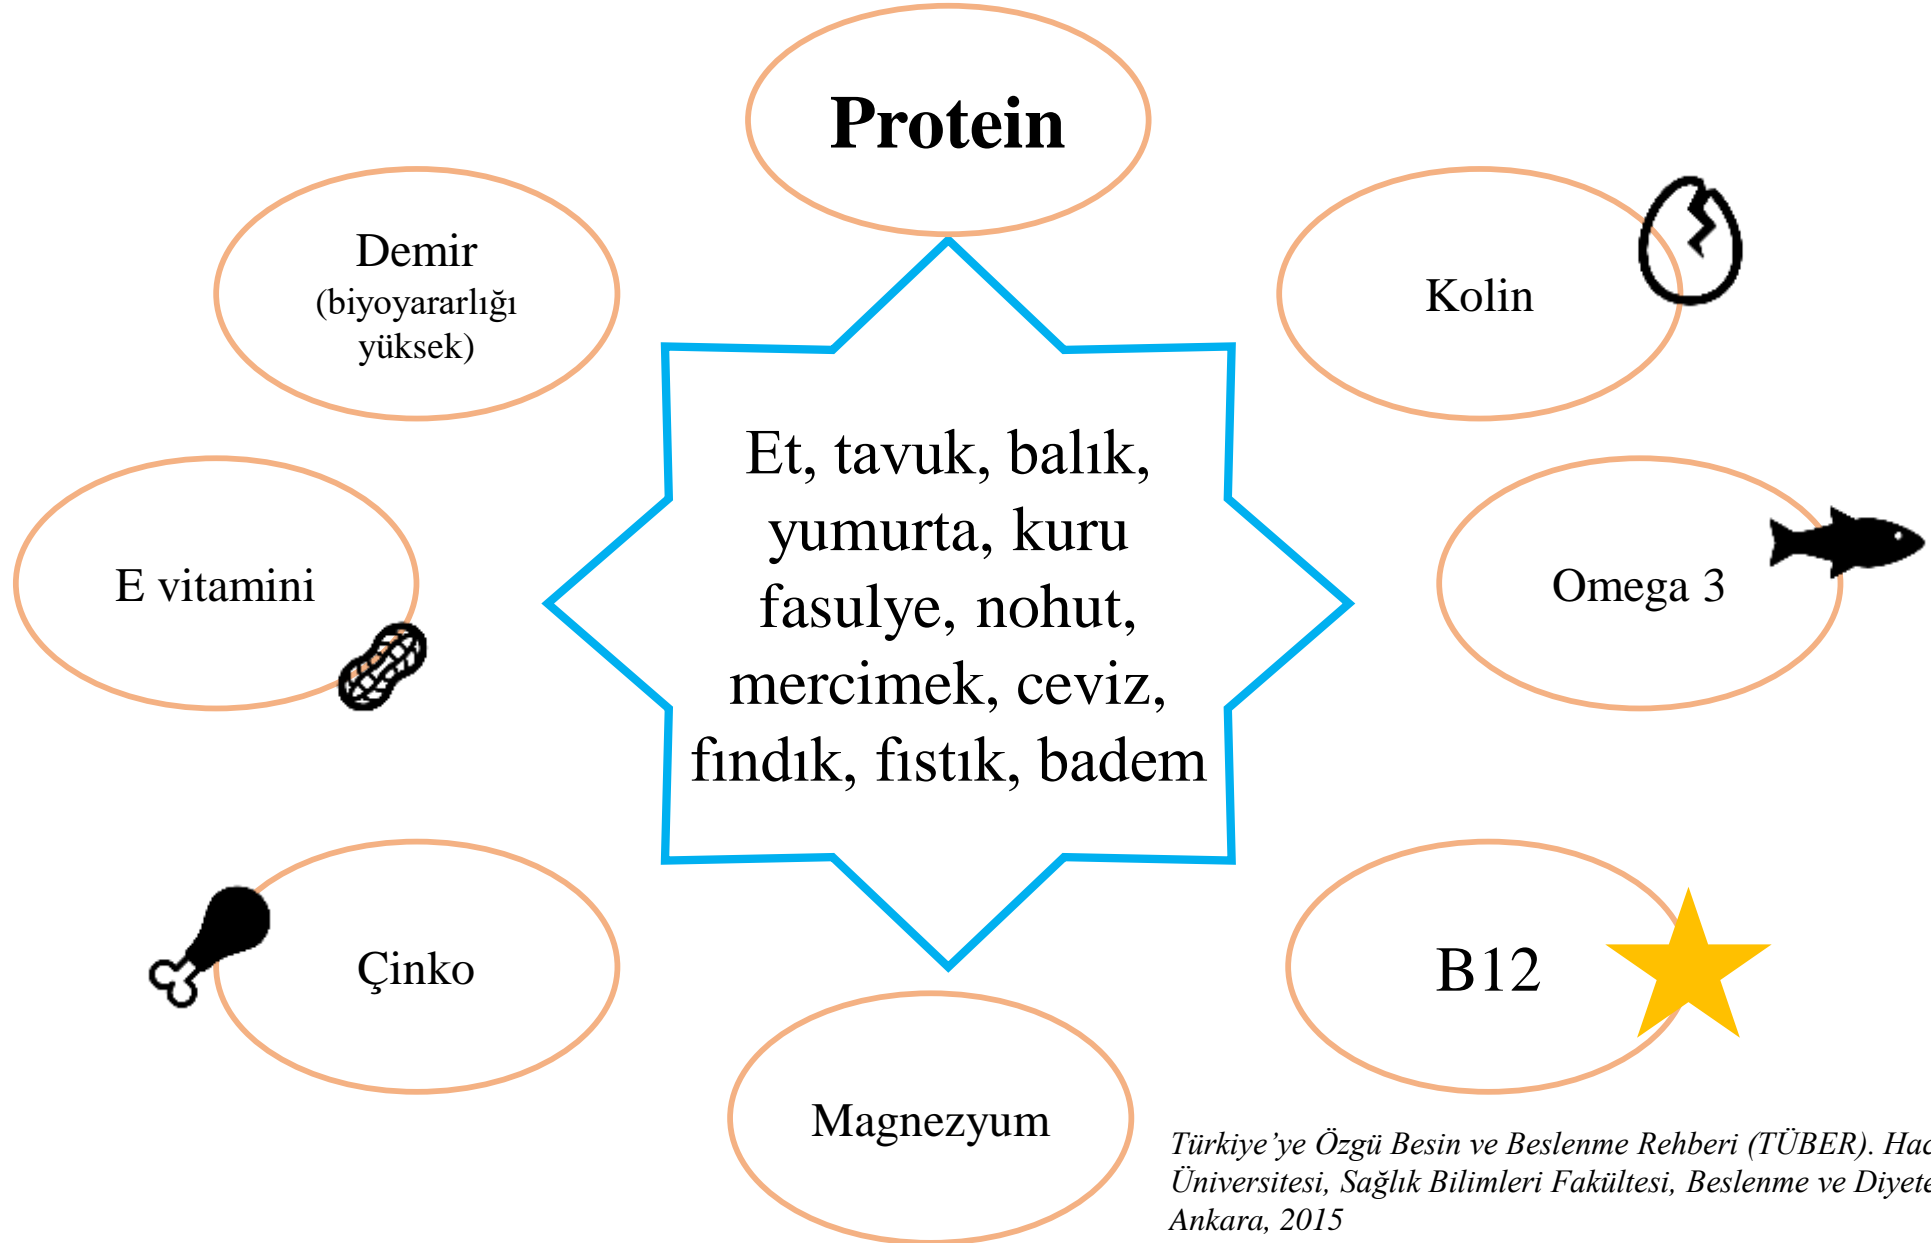 Protein
Demir
(biyoyararlığı
yüksek)
Kolin
Et, tavuk, balık,
yumurta, kuru
fasulye, nohut,
mercimek, ceviz,
fındık, fıstık, badem
E vitamini
Omega 3
Çinko
B12
Magnezyum
Türkiye’ye Özgü Besin ve Beslenme Rehberi (TÜBER).
Üniversitesi, Sağlık Bilimleri Fakültesi, Beslenme ve
Ankara, 2015